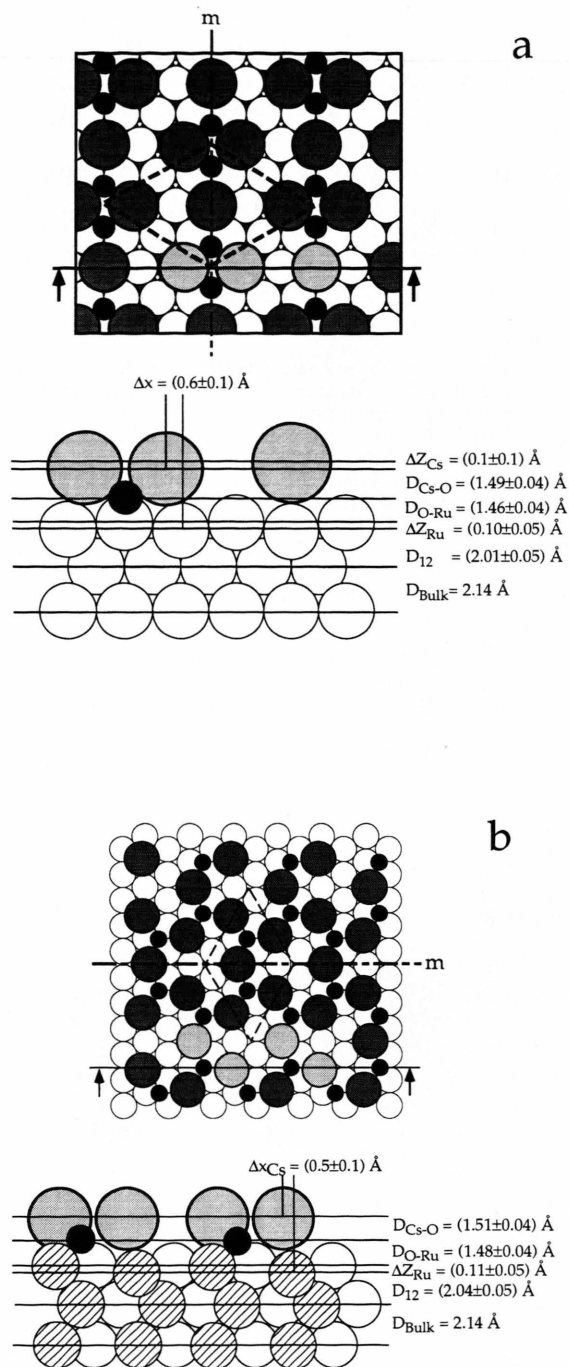 m
a
Δx = (0.6±0.1) Å
ΔZCs = (0.1±0.1) Å
DCs-O = (1.49±0.04) Å
DO-Ru = (1.46±0.04) Å
ΔZRu = (0.10±0.05) Å
D12 = (2.01±0.05) Å
DBulk= 2.14 Å
b
m
ΔxCs = (0.5±0.1) Å
DCs-O = (1.51±0.04) Å
DO-Ru = (1.48±0.04) Å
ΔZRu = (0.11±0.05) Å
D12 = (2.04±0.05) Å
DBulk = 2.14 Å